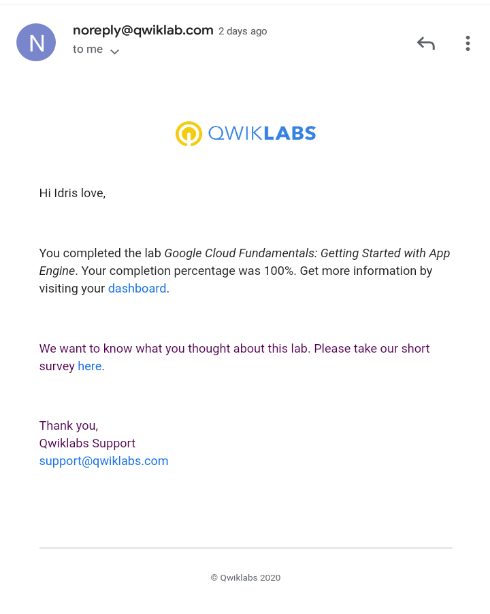 N
noreply@qwiklab.com 2 days ago
to me
QWIKLABS
Hi Idris love,
You completed the lab Google Cloud Fundamentals: Getting Started with App
Engine. Your completion percentage was 100%. Get more information by
visiting your dashboard.
We want to know what you thought about this lab. Please take our short
survey here.
Thank you,
Qwiklabs Support
support@qwiklabs.com
© Qwiklabs 2020